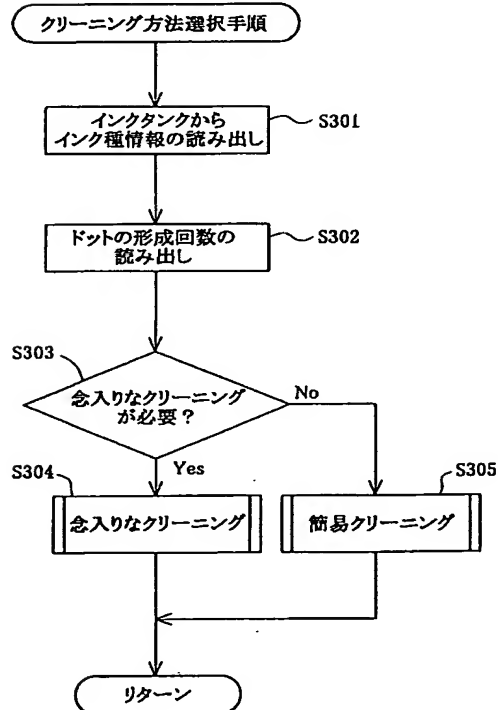 クリーニング方法選択手順
インクタンクから
インク種情報の読み出し
S301
ドットの形成回数の
読み出し
S302
S303
念入りなクリーニング
が必要？
No
Yes
S304
念入りなクリーニング
S305
簡易クリーニング
リターン